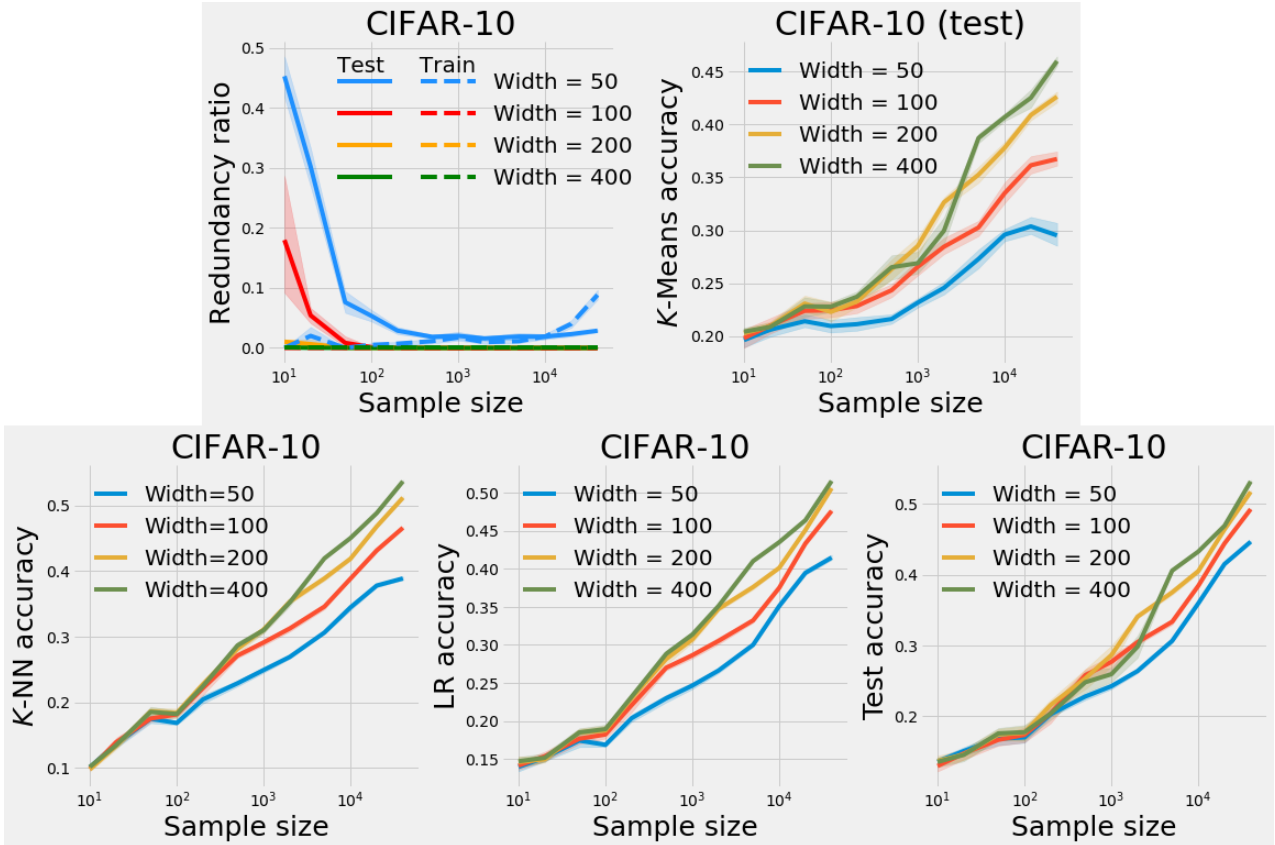 CIFAR-10
Redundancy ratio
0.5
0.4
0.3
0.2
0.1
0.0
Test Train
Width = 50
Width = 100
Width = 200
Width = 400
10¹ 10² 10³ 10⁴
Sample size
CIFAR-10 (test)
K-Means accuracy
0.45
0.40
0.35
0.30
0.25
0.20
Width = 50
Width = 100
Width = 200
Width = 400
10¹ 10² 10³ 10⁴
Sample size
CIFAR-10
K-NN accuracy
0.5
0.4
0.3
0.2
0.1
Width=50
Width=100
Width=200
Width=400
10¹ 10² 10³ 10⁴
Sample size
CIFAR-10
LR accuracy
0.50
0.45
0.40
0.35
0.30
0.25
0.20
0.15
Width = 50
Width = 100
Width = 200
Width = 400
10¹ 10² 10³ 10⁴
Sample size
CIFAR-10
Test accuracy
0.5
0.4
0.3
0.2
Width = 50
Width = 100
Width = 200
Width = 400
10¹ 10² 10³ 10⁴
Sample size